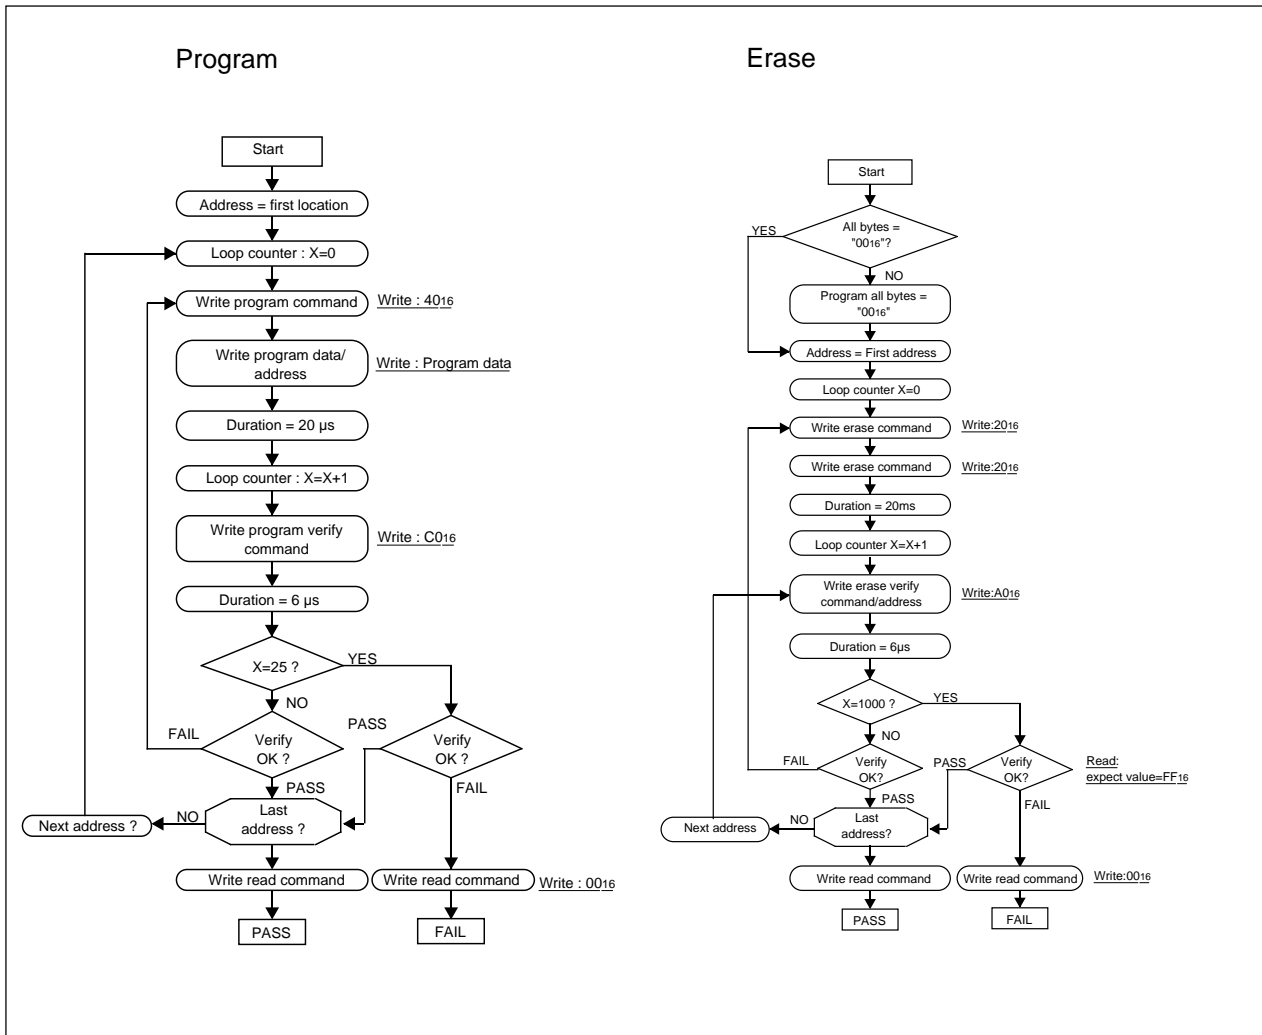 Program
Start
Address = first location
Loop counter : X=0
Write program command
Write : 4016
Write program data/
address
Write : Program data
Duration = 20 µs
Loop counter : X=X+1
Write program verify
command
Write : C016
Duration = 6 µs
X=25 ?
YES
NO
FAIL
Verify
OK ?
PASS
PASS
Verify
OK ?
FAIL
Last
address ?
NO
Next address ?
Write read command
Write read command
Write : 0016
PASS
FAIL
Erase
Start
All bytes =
"0016"?
YES
NO
Program all bytes =
"0016"
Address = First address
Loop counter X=0
Write erase command
Write:2016
Write erase command
Write:2016
Duration = 20ms
Loop counter X=X+1
Write erase verify
command/address
Write:A016
Duration = 6µs
X=1000 ?
YES
NO
FAIL
Verify
OK?
PASS
PASS
Verify
OK?
Read:
expect value=FF16
FAIL
Last
address?
NO
Next address
Write read command
Write read command
Write:0016
PASS
FAIL